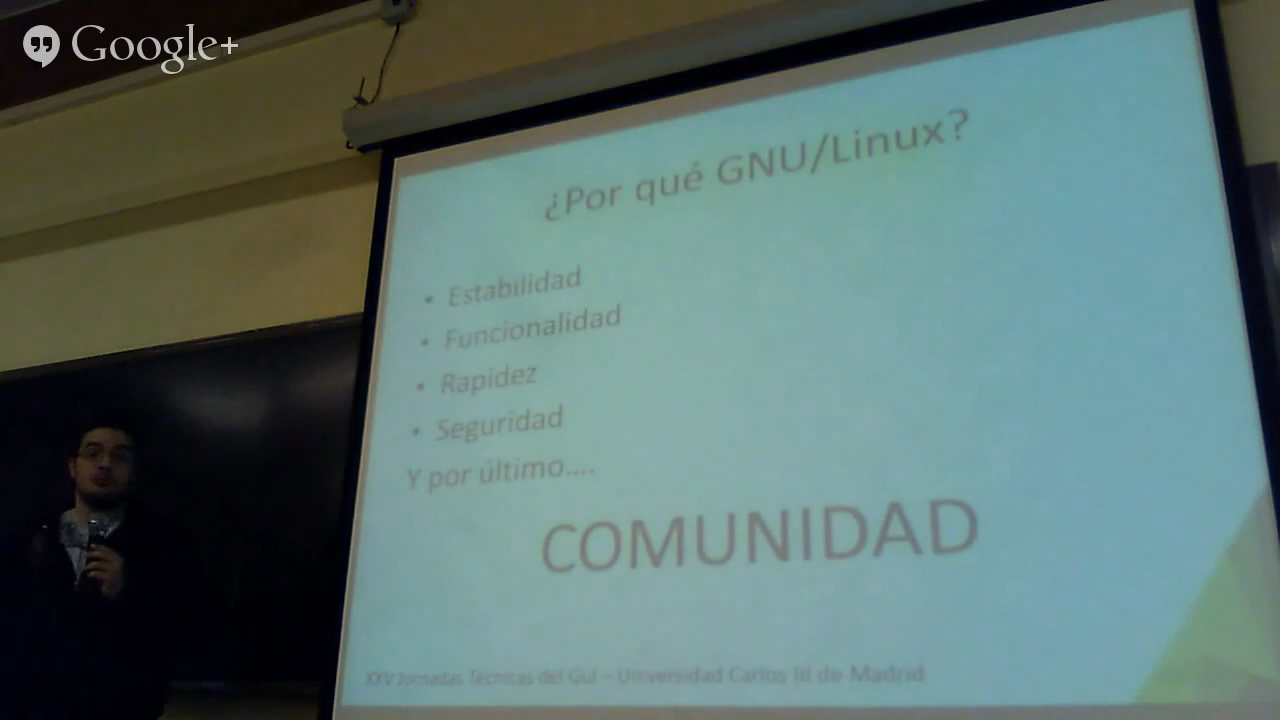 Google+
¿Por qué GNU/Linux?
• Estabilidad
• Funcionalidad
• Rapidez
• Seguridad
Y por último....
COMUNIDAD
XXV Jornadas Técnicas del Gul – Universidad Carlos III de Madrid